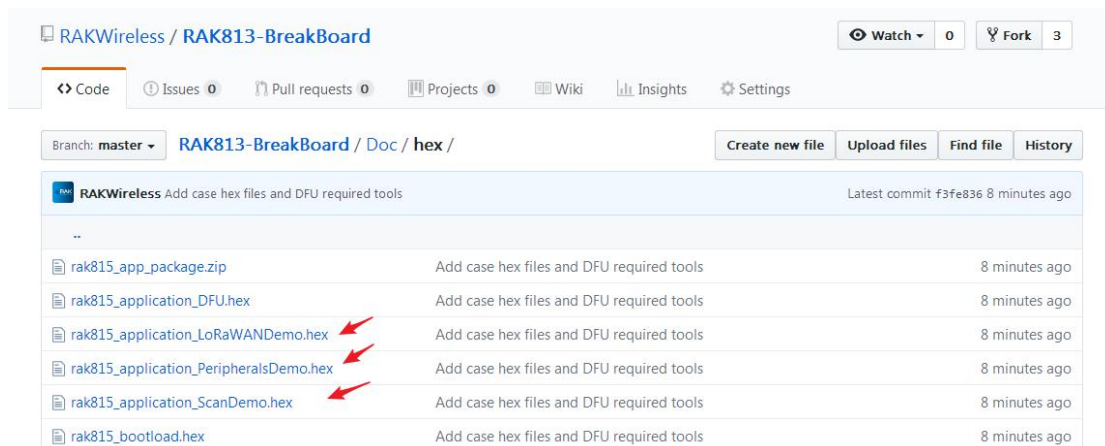 RAKWireless / RAK813-BreakBoard
Watch 0 Fork 3
Code Issues 0 Pull requests 0 Projects 0 Wiki Insights Settings
Branch: master RAK813-BreakBoard / Doc / hex / Create new file Upload files Find file History
RAK RAKWireless Add case hex files and DFU required tools Latest commit f3fe836 8 minutes ago
..
rak815_app_package.zip Add case hex files and DFU required tools 8 minutes ago
rak815_application_DFU.hex Add case hex files and DFU required tools 8 minutes ago
rak815_application_LoRaWANDemo.hex Add case hex files and DFU required tools 8 minutes ago
rak815_application_PeripheralsDemo.hex Add case hex files and DFU required tools 8 minutes ago
rak815_application_ScanDemo.hex Add case hex files and DFU required tools 8 minutes ago
rak815_bootload.hex Add case hex files and DFU required tools 8 minutes ago